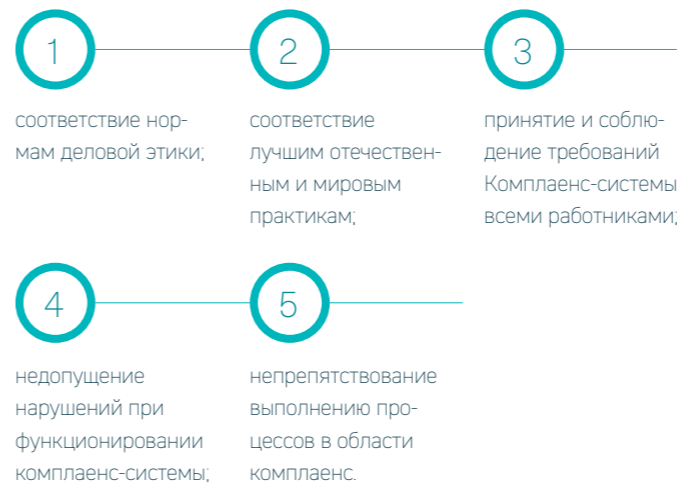 1
соответствие нор-
мам деловой этики;
2
соответствие
лучшим отечествен-
ным и мировым
практикам;
3
принятие и соблю-
дение требований
Комплаенс-системы
всеми работниками;
4
недопущение
нарушений при
функционировании
комплаенс-системы;
5
непрепятствование
выполнению про-
цессов в области
комплаенс.